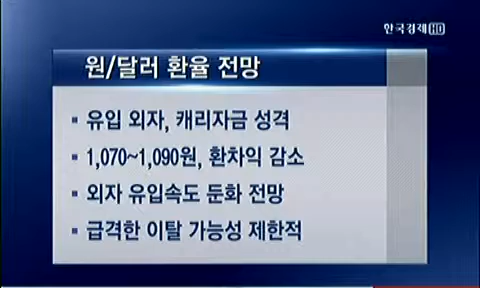 한국경제HD
원/달러 환율 전망
▪ 유입 외자, 캐리자금 성격
▪ 1,070~1,090원, 환차익 감소
▪ 외자 유입속도 둔화 전망
▪ 급격한 이탈 가능성 제한적